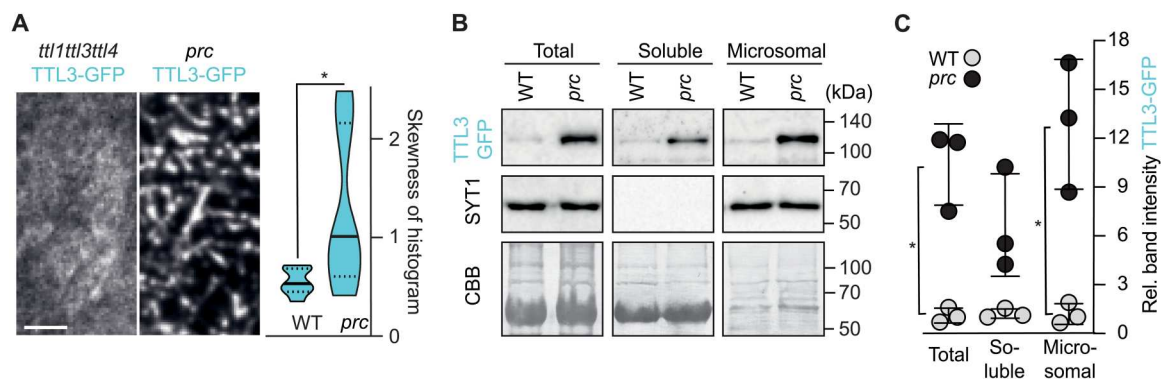 A
ttl1ttl3ttl4
TTL3-GFP
prc
TTL3-GFP
*
2
1
0
Skewness of histogram
WT
prc
B
Total
Soluble
Microsomal
WT
prc
WT
prc
WT
prc
(kDa)
TTL3
GFP
140
100
SYT1
70
50
CBB
100
70
50
C
WT
prc
18
15
12
9
6
3
0
Rel. band intensity TTL3-GFP
*
*
Total
So-
luble
Micro-
somal